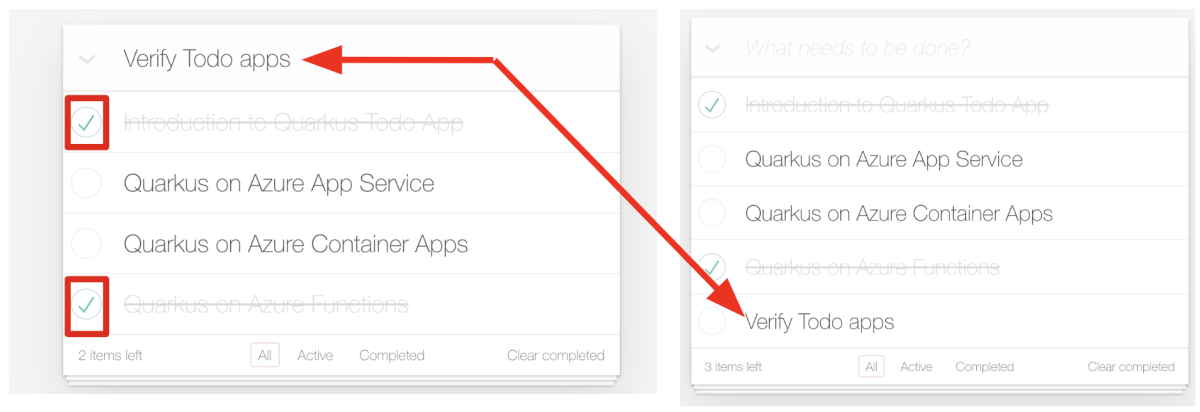 Verify Todo apps
Introduction to Quarkus Todo App
Quarkus on Azure App Service
Quarkus on Azure Container Apps
Quarkus on Azure Functions
2 items left All Active Completed Clear completed
What needs to be done?
Introduction to Quarkus Todo App
Quarkus on Azure App Service
Quarkus on Azure Container Apps
Quarkus on Azure Functions
Verify Todo apps
3 items left All Active Completed Clear completed